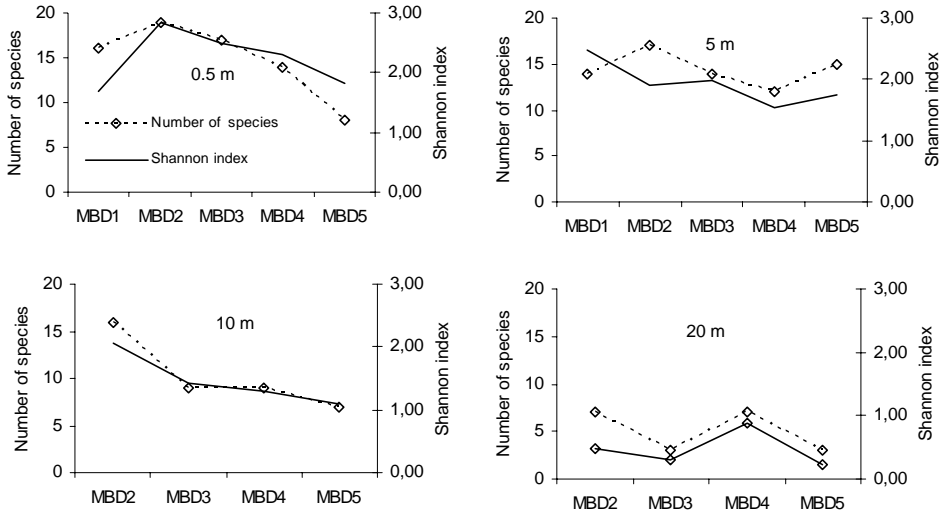 Number of species
20
15
10
5
0
3,00
2,00
1,00
0,00
Shannon index
0.5 m
Number of species
Shannon index
MBD1 MBD2 MBD3 MBD4 MBD5
Number of species
20
15
10
5
0
3,00
2,00
1,00
0,00
Shannon index
5 m
MBD1 MBD2 MBD3 MBD4 MBD5
Number of species
20
15
10
5
0
3,00
2,00
1,00
0,00
Shannon index
10 m
MBD2 MBD3 MBD4 MBD5
Number of species
20
15
10
5
0
3,00
2,00
1,00
0,00
Shannon index
20 m
MBD2 MBD3 MBD4 MBD5